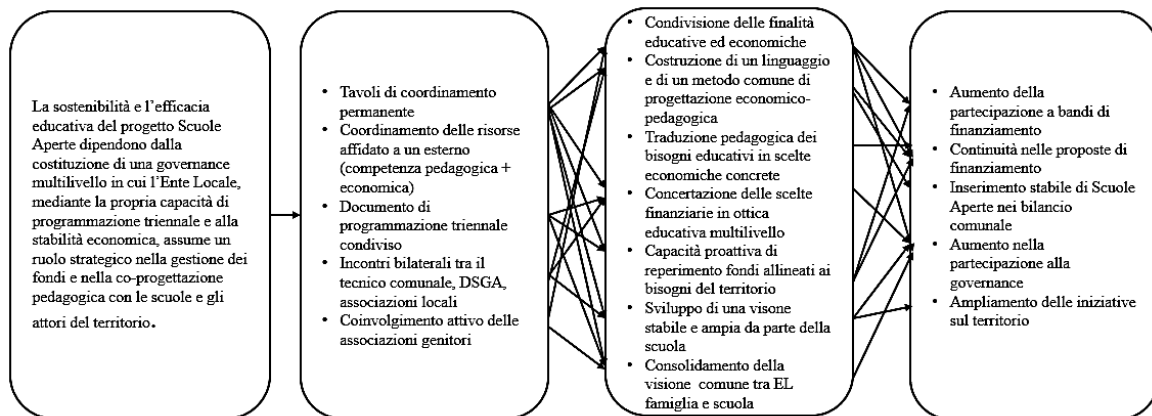 La sostenibilità e l'efficacia
educativa del progetto Scuole
Aperte dipendono dalla
costituzione di una governance
multilivello in cui l'Ente Locale,
mediante la propria capacità di
programmazione triennale e alla
stabilità economica, assume un
ruolo strategico nella gestione dei
fondi e nella co-progettazione
pedagogica con le scuole e gli
attori del territorio.
• Tavoli di coordinamento
permanente
• Coordinamento delle risorse
affidato a un esterno
(competenza pedagogica +
economica)
• Documento di
programmazione triennale
condiviso
• Incontri bilaterali tra il
tecnico comunale, DSGA,
associazioni locali
• Coinvolgimento attivo delle
associazioni genitori
• Condivisione delle finalità
educative ed economiche
• Costruzione di un linguaggio
e di un metodo comune di
progettazione economico-
pedagogica
• Traduzione pedagogica dei
bisogni educativi in scelte
economiche concrete
• Concertazione delle scelte
finanziarie in ottica
educativa multilivello
• Capacità proattiva di
reperimento fondi allineati ai
bisogni del territorio
• Sviluppo di una visone
stabile e ampia da parte della
scuola
• Consolidamento della
visione comune tra EL
famiglia e scuola
• Aumento della
partecipazione a bandi di
finanziamento
• Continuità nelle proposte di
finanziamento
• Inserimento stabile di Scuole
Aperte nei bilancio
comunale
• Aumento nella
partecipazione alla
governance
• Ampliamento delle iniziative
sul territorio